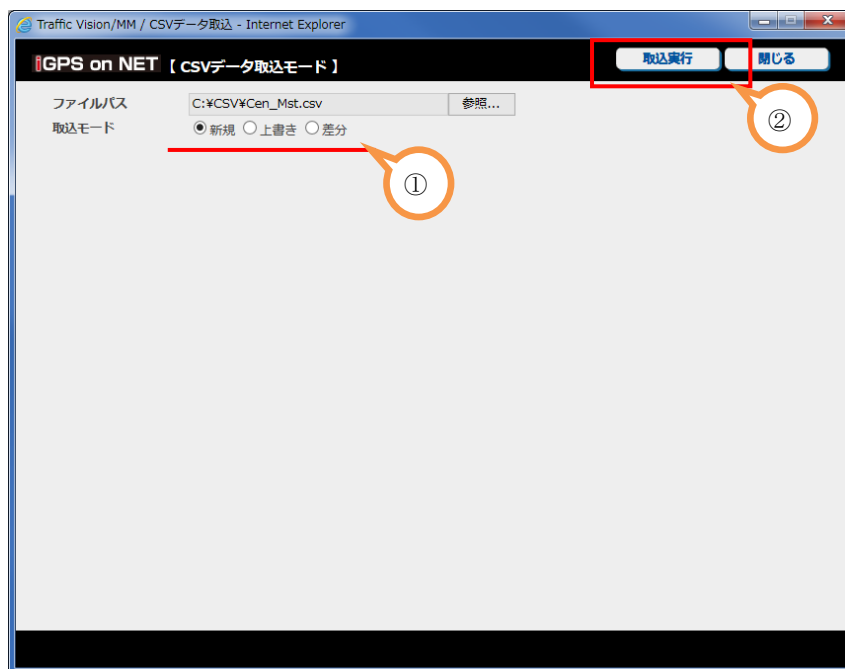 Traffic Vision/MM / CSVデータ取込 - Internet Explorer
iGPS on NET 【 CSVデータ取込モード 】 取込実行 閉じる
ファイルパス C:¥CSV¥Cen_Mst.csv 参照...
②
取込モード 新規 上書き 差分
①